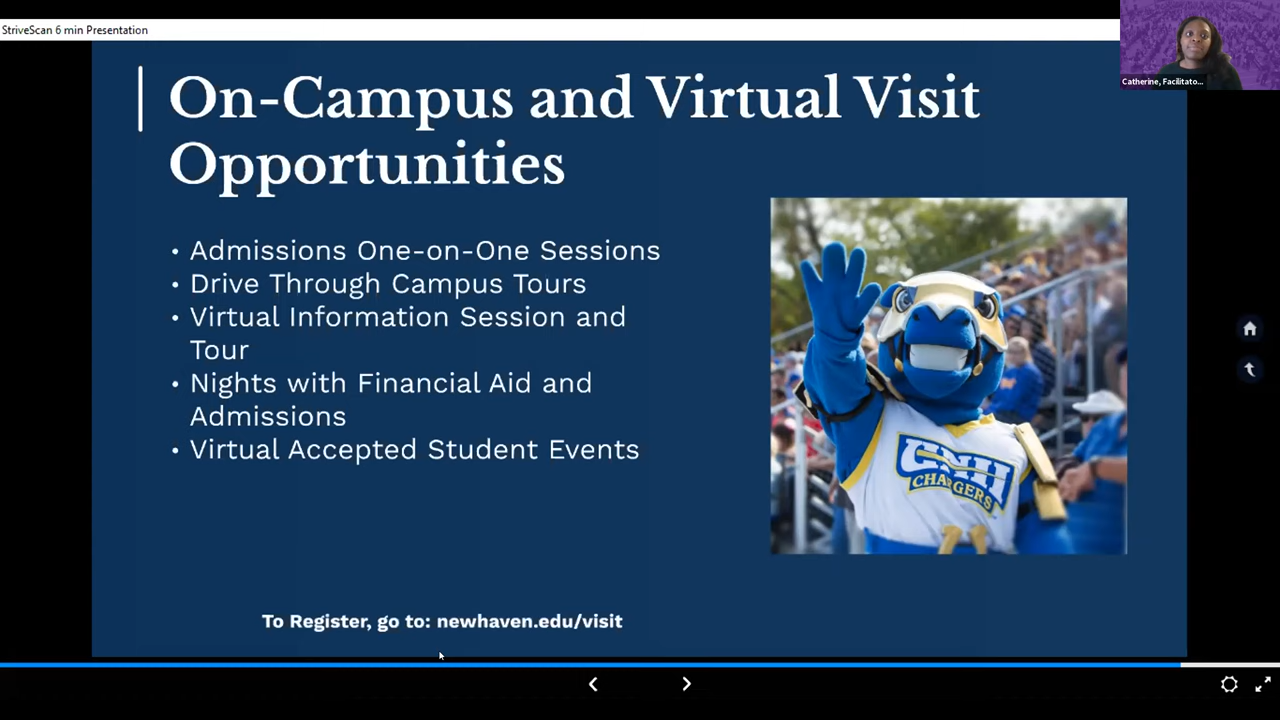 StriveScan 6 min Presentation
Catherine, Facilitato...
On-Campus and Virtual Visit
Opportunities
• Admissions One-on-One Sessions
• Drive Through Campus Tours
• Virtual Information Session and
Tour
• Nights with Financial Aid and
Admissions
• Virtual Accepted Student Events
UNH
CHARGERS
To Register, go to: newhaven.edu/visit